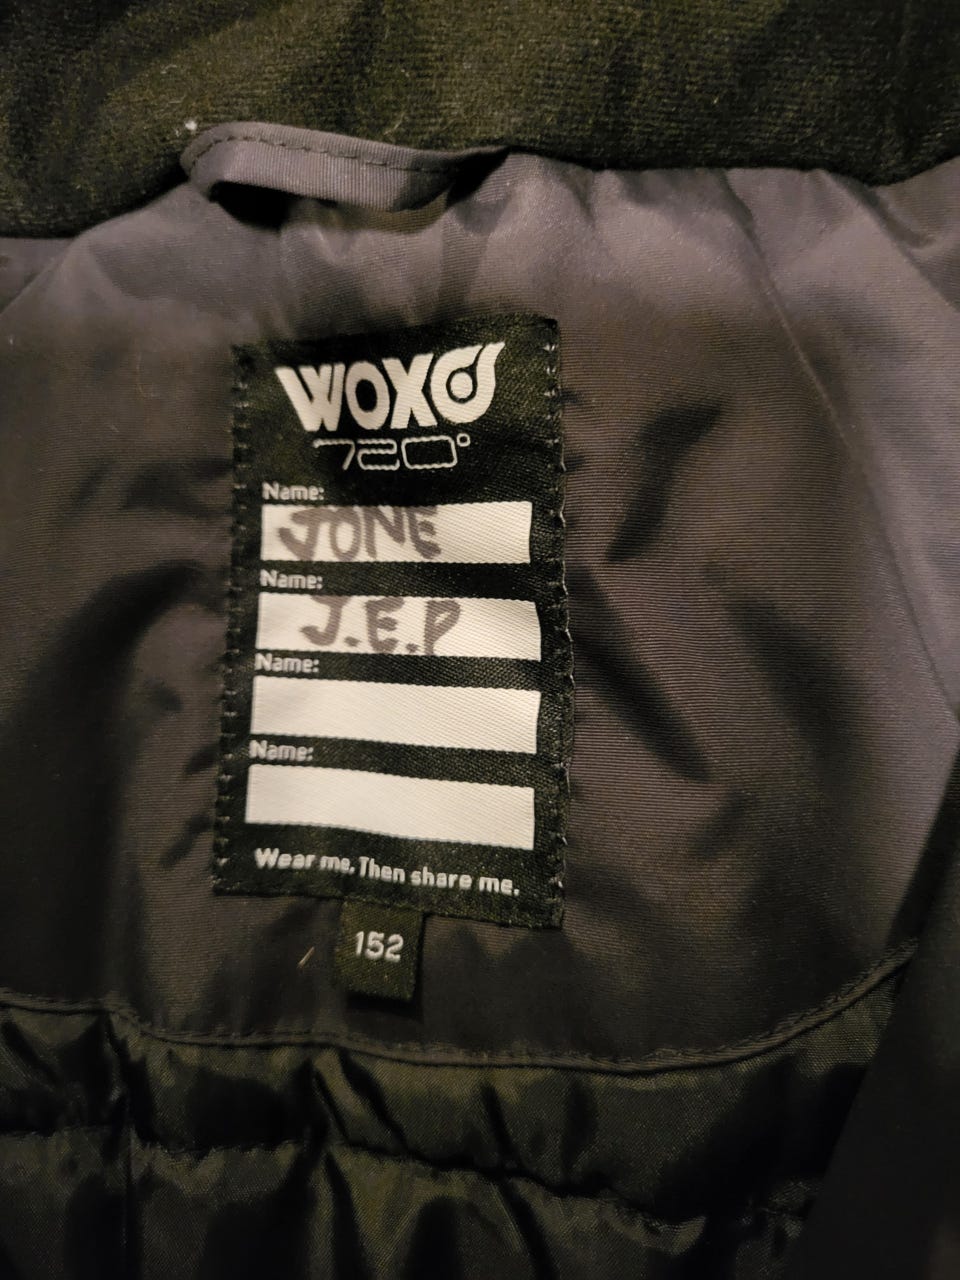 WOXO
720°
Name:
JONE
Name:
J.E.P
Name:
Name:
Wear me. Then share me.
152